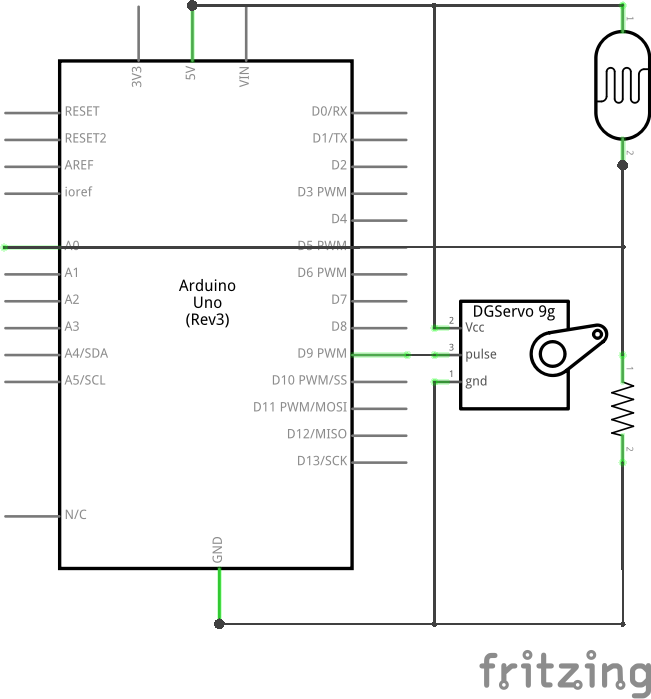 1
3V3
5V
VIN
RESET
D0/RX
RESET2
D1/TX
AREF
D2
2
ioref
D3 PWM
D4
A0
D5 PWM
A1
D6 PWM
Arduino
Uno
(Rev3)
A2
D7
DGServo 9g
A3
D8
2
Vcc
A4/SDA
D9 PWM
3
pulse
1
A5/SCL
D10 PWM/SS
1
gnd
D11 PWM/MOSI
D12/MISO
2
D13/SCK
N/C
GND
fritzing